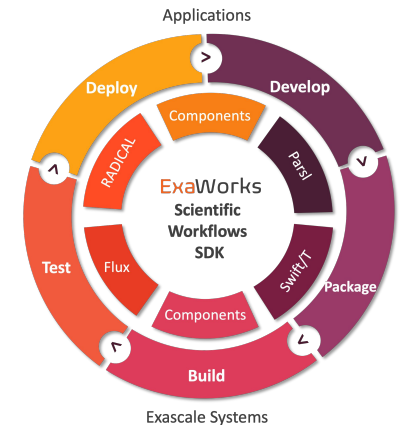 Applications
Deploy
Develop
Components
RADICAL
Parsl
ExaWorks
Scientific
Workflows
SDK
Test
Flux
Swift/T
Package
Components
Build
Exascale Systems